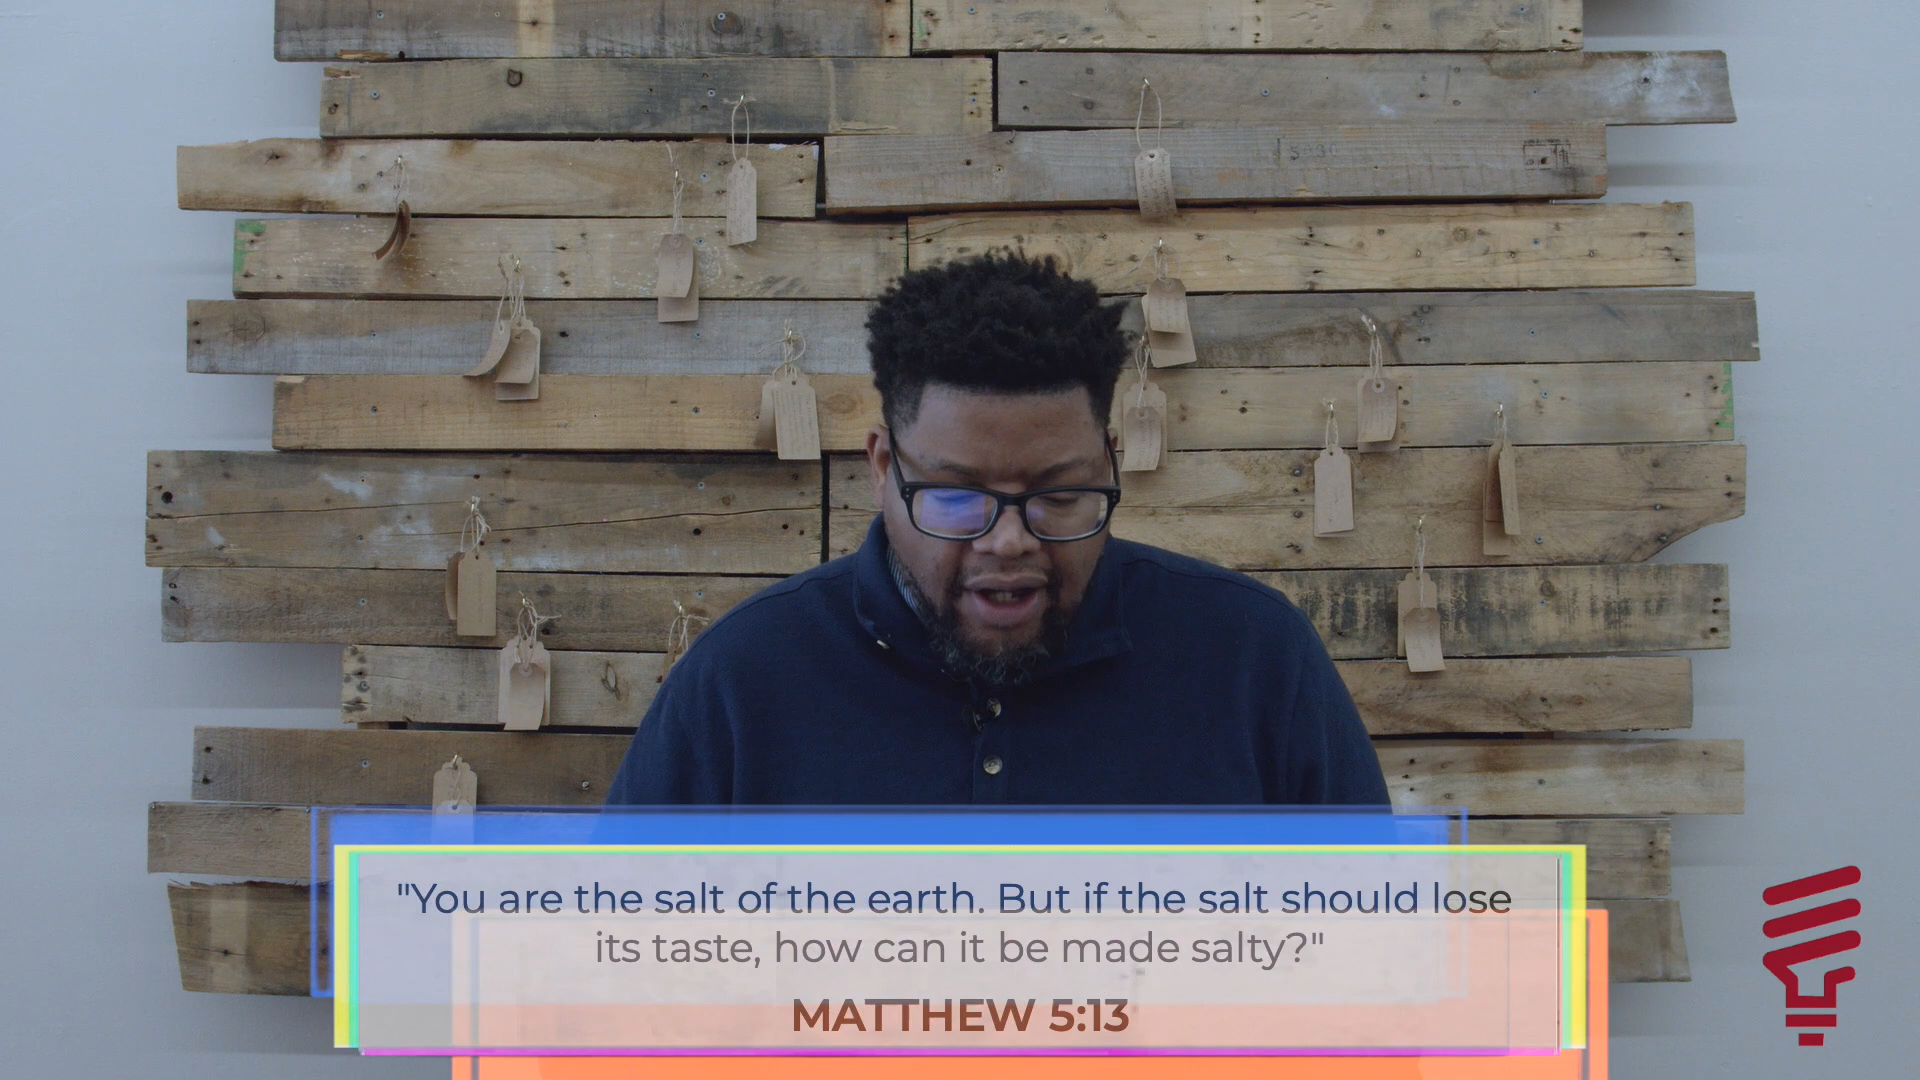 "You are the salt of the earth. But if the salt should lose
its taste, how can it be made salty?"
MATTHEW 5:13